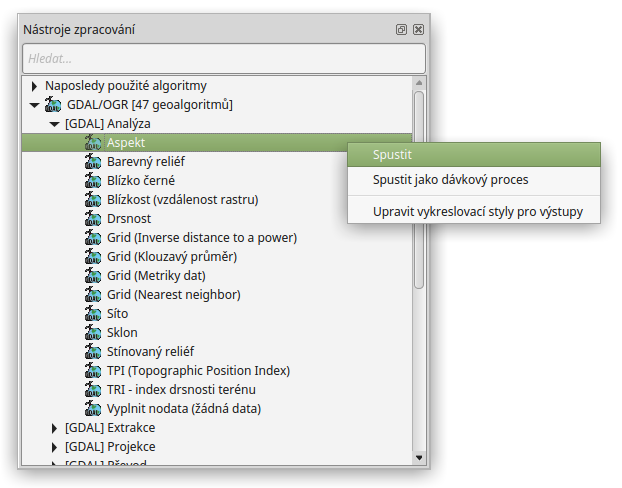 Nástroje zpracování
Hledat...
Naposledy použité algoritmy
GDAL/OGR [47 geoalgoritmů]
[GDAL] Analýza
Aspekt
Barevný reliéf
Blízko černé
Blízkost (vzdálenost rastru)
Drsnost
Grid (Inverse distance to a power)
Grid (Klouzavý průměr)
Grid (Metriky dat)
Grid (Nearest neighbor)
Síto
Sklon
Stínovaný reliéf
TPI (Topographic Position Index)
TRI - index drsnosti terénu
Vyplnit nodata (žádná data)
[GDAL] Extrakce
[GDAL] Projekce
[GDAL] Převod
Spustit
Spustit jako dávkový proces
Upravit vykreslovací styly pro výstupy